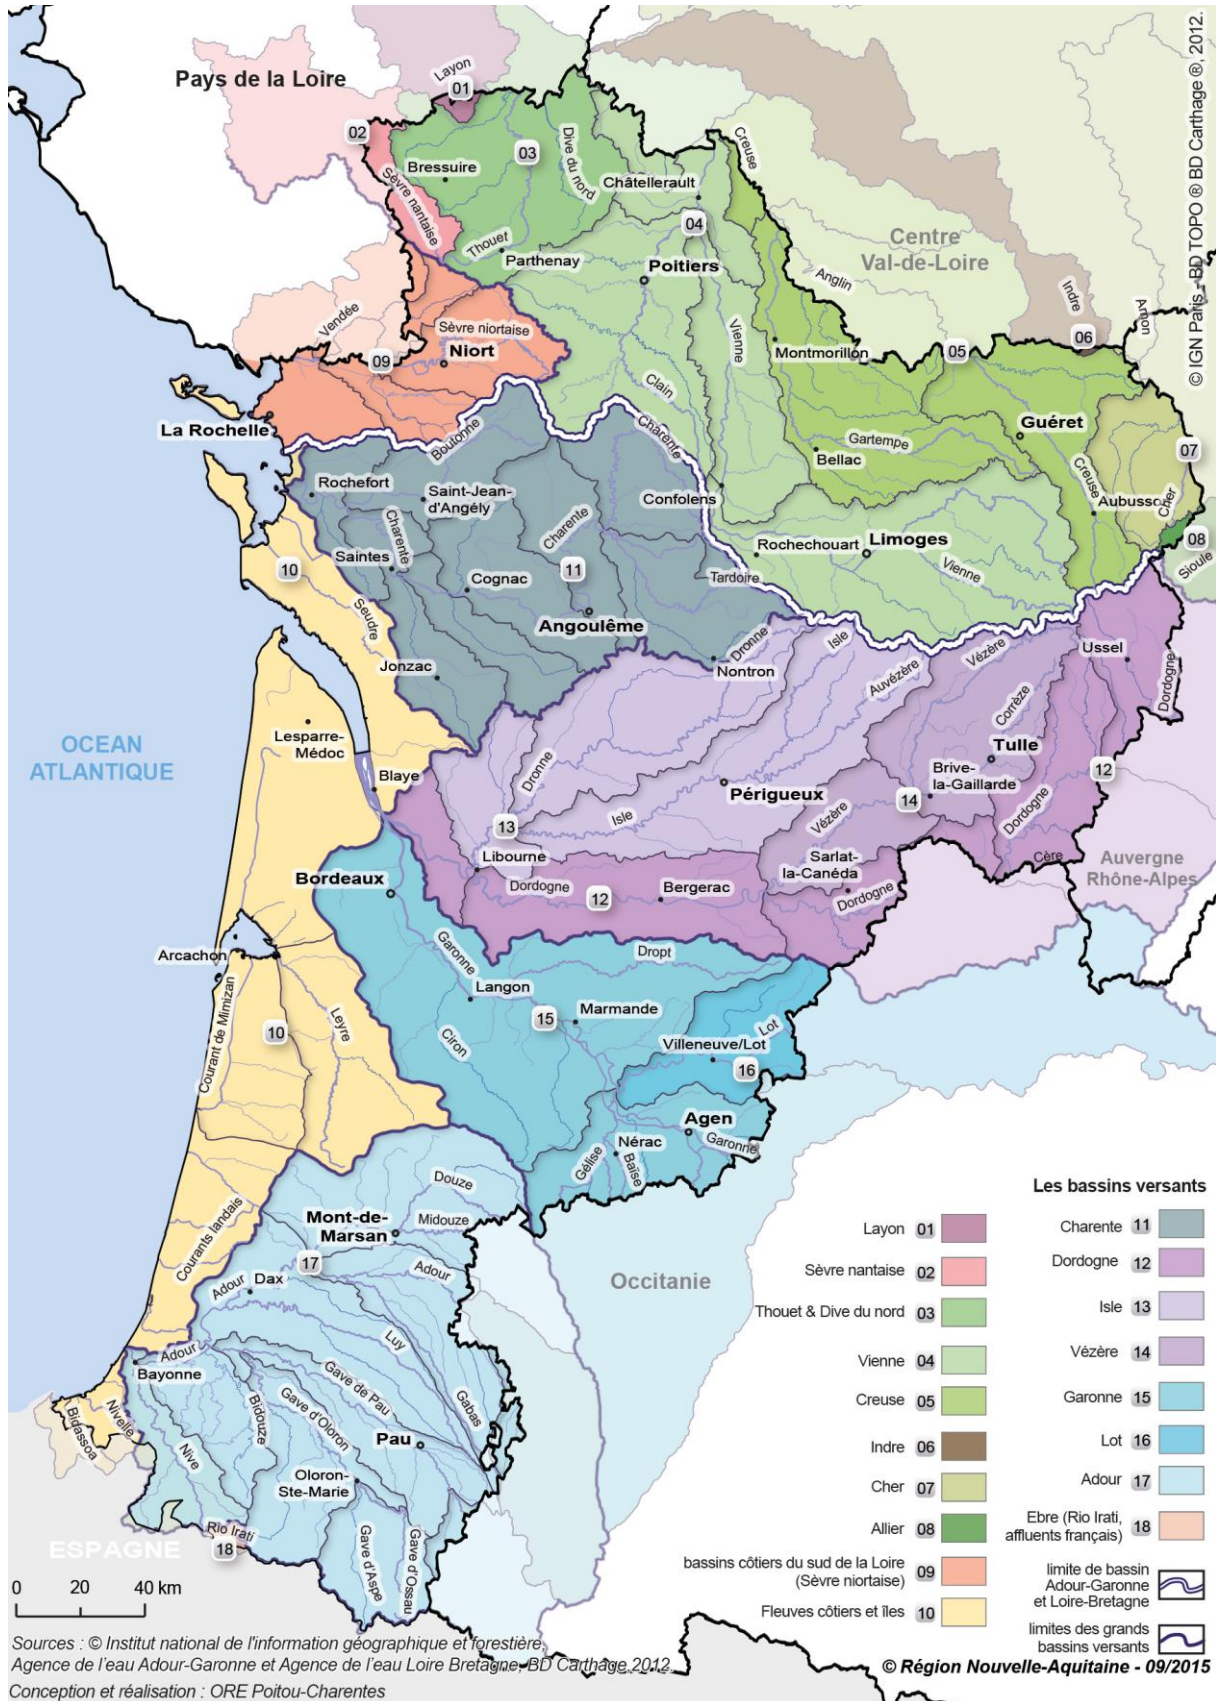 © IGN Paris - BD TOPO ® BD Carthage ®, 2012.
Pays de la Loire
Layon
01
02
03
Bressuire
Dive du nord
Creuse
Châtellerault
Sèvre nantaise
04
Thouet
Parthenay
Poitiers
Centre
Val-de-Loire
Anglin
Indre
Arnon
Vendée
Sèvre niortaise
Niort
09
Vienne
Montmorillon
05
06
Clain
La Rochelle
Boutonne
Charente
Gartempe
Guéret
07
Bellac
Creuse
Rochefort
Saint-Jean-
d'Angély
Confolens
Aubusso
Cher
Charente
Charente
Saintes
Rochechouart
Limoges
08
Sioule
10
Cognac
11
Tardoire
Vienne
Seudre
Angoulême
Dronne
Isle
Vézère
Ussel
Jonzac
Nontron
Auvézère
Corrèze
Dordogne
Lesparre-
Médoc
OCEAN
ATLANTIQUE
Dronne
Tulle
12
Blaye
Périgueux
Brive-
la-Gaillarde
14
13
Isle
Vézère
Dordogne
Libourne
Sarlat-
la-Canéda
Cère
Auvergne
Rhône-Alpes
Bordeaux
Dordogne
12
Bergerac
Dordogne
Arcachon
Garonne
Dropt
Langon
Courant de Mimizan
10
Leyre
15
Marmande
Ciron
Lot
Villeneuve/Lot
16
Agen
Garonne
Nérac
Gélise
Baïse
Douze
Courants landais
Mont-de-
Marsan
Midouze
17
Adour
Adour
Dax
Occitanie
Luy
Adour
Bayonne
Gave de Pau
Gabas
Bidouze
Gave d'Oloron
Nivelle
Bidassoa
Nive
Pau
Oloron-
Ste-Marie
Rio Irati
18
Gave d'Aspe
Gave d'Ossau
ESPAGNE
0 20 40 km
Les bassins versants
Layon 01
Sèvre nantaise 02
Thouet & Dive du nord 03
Vienne 04
Creuse 05
Indre 06
Cher 07
Allier 08
bassins côtiers du sud de la Loire
(Sèvre niortaise) 09
Fleuves côtiers et îles 10
Charente 11
Dordogne 12
Isle 13
Vézère 14
Garonne 15
Lot 16
Adour 17
Ebre (Rio Irati,
affluents français) 18
limite de bassin
Adour-Garonne
et Loire-Bretagne
limites des grands
bassins versants
Sources : © Institut national de l'information géographique et forestière,
Agence de l'eau Adour-Garonne et Agence de l'eau Loire Bretagne, BD Carthage 2012.
Conception et réalisation : ORE Poitou-Charentes
© Région Nouvelle-Aquitaine - 09/2015